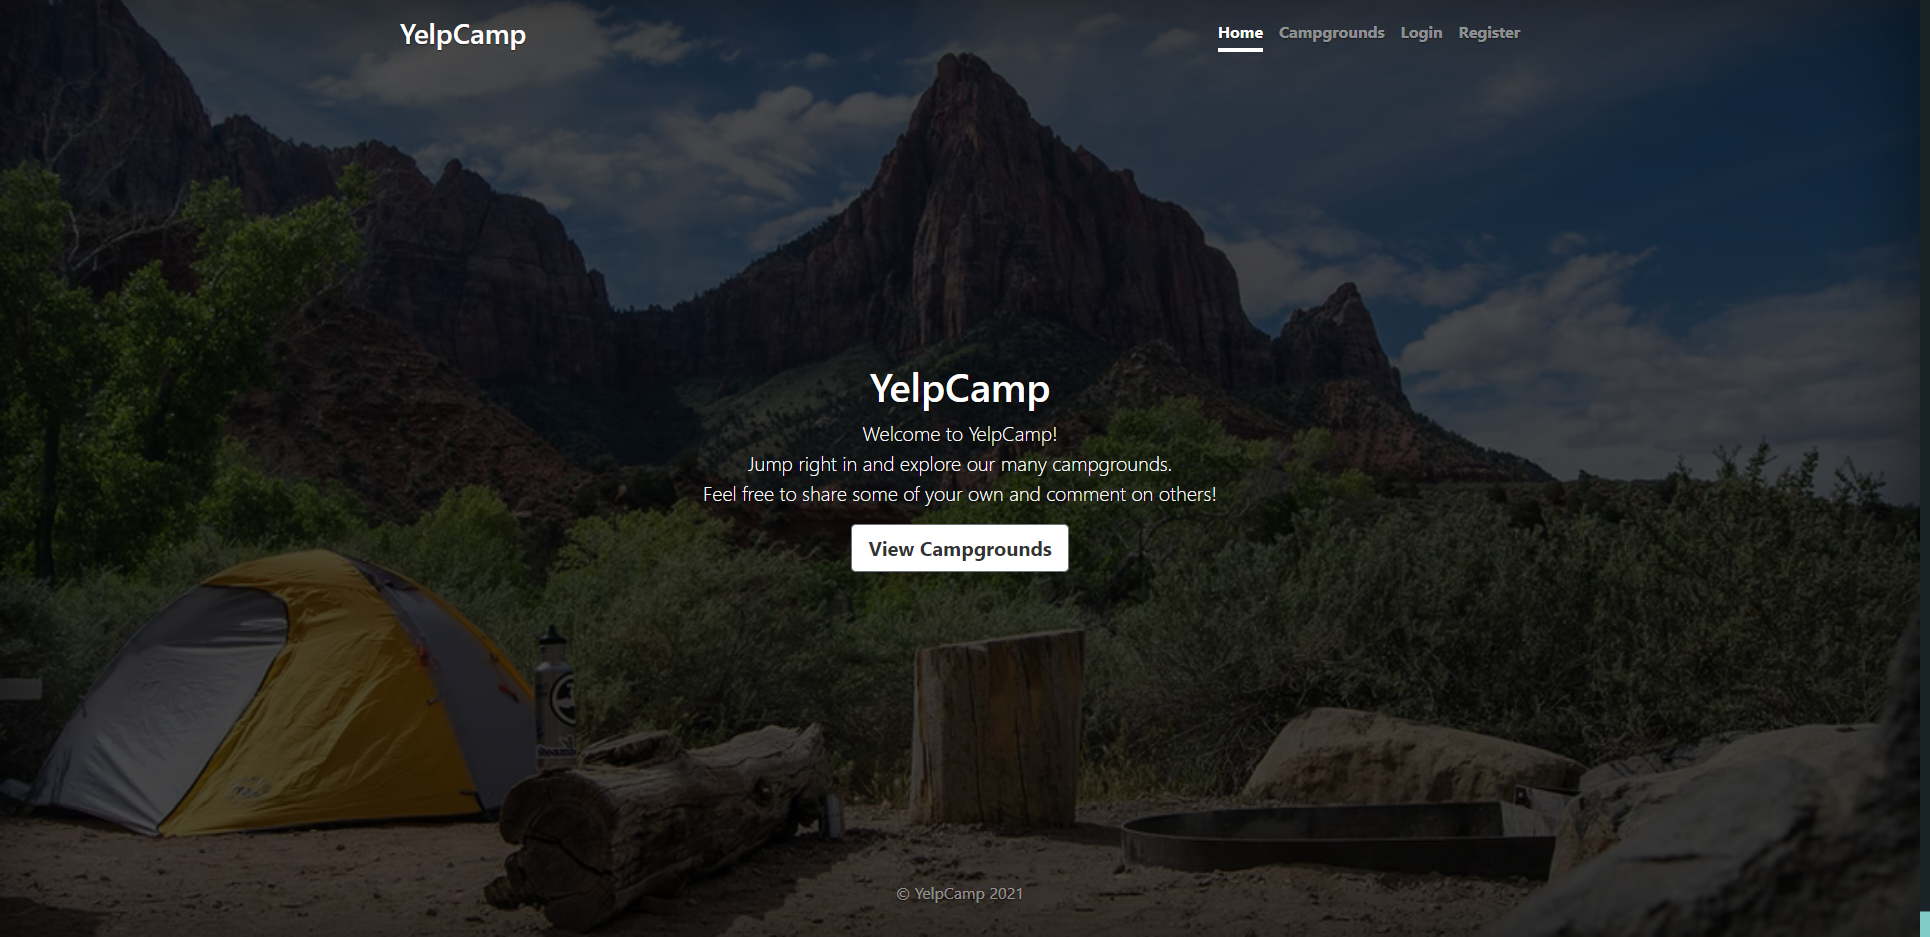 YelpCamp
Home Campgrounds Login Register
YelpCamp
Welcome to YelpCamp!
Jump right in and explore our many campgrounds.
Feel free to share some of your own and comment on others!
View Campgrounds
© YelpCamp 2021